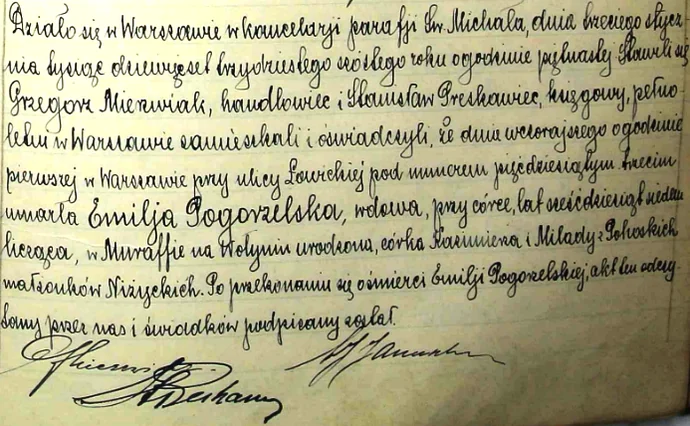 Działo się w Warszawie w kancelarji parafji Św. Michała, dnia trzeciego stycz
nia tysiąc dziewięćset trzydziestego szóstego roku o godzinie piętnastej Stawili się
Grzegorz Mierzwiak, handlowiec i Stanisław Preskawiec, księgowy, pełno-
letni w Warszawie zamieszkali i oświadczyli, że dnia wczorajszego o godzinie
pierwszej w Warszawie przy ulicy Łowickiej pod numerem pięćdziesiątym trzecim
umarła Emilja Pogorzelska, wdowa, przy córce, lat sześćdziesiąt siedem
licząca, w Muraffie na Wołyniu urodzona, córka Kazimierza i Milady z Pohoskich
małżonków Niżyckich. Po przekonaniu się o śmierci Emilji Pogorzelskiej, akt ten odczy-
tany przez nas i świadków podpisany został.